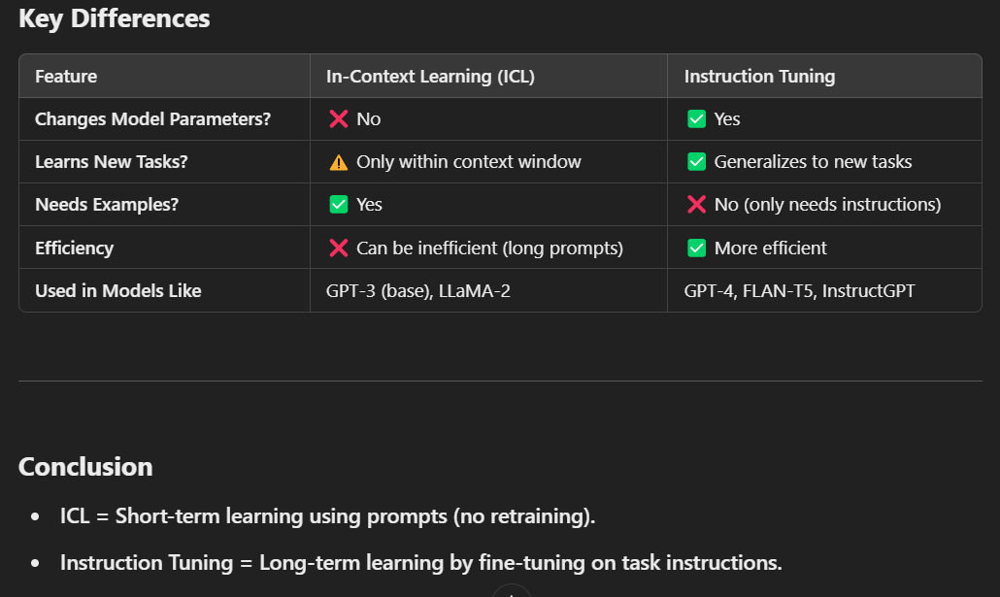 Key Differences
Feature In-Context Learning (ICL) Instruction Tuning
Changes Model Parameters? ❌ No ✅ Yes
Learns New Tasks? ⚠️ Only within context window ✅ Generalizes to new tasks
Needs Examples? ✅ Yes ❌ No (only needs instructions)
Efficiency ❌ Can be inefficient (long prompts) ✅ More efficient
Used in Models Like GPT-3 (base), LLaMA-2 GPT-4, FLAN-T5, InstructGPT
Conclusion
• ICL = Short-term learning using prompts (no retraining).
• Instruction Tuning = Long-term learning by fine-tuning on task instructions.